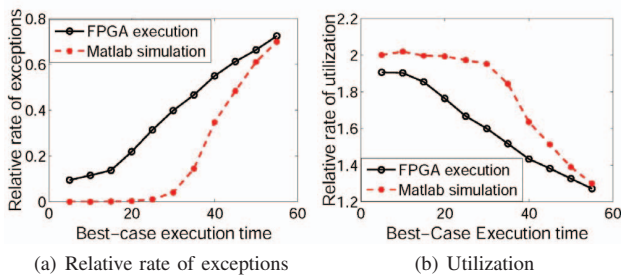 Relative rate of exceptions
0.8
0.6
0.4
0.2
0
FPGA execution
Matlab simulation
0 20 40 60
Best-case execution time
(a) Relative rate of exceptions
Relative rate of utilization
2.2
2
1.8
1.6
1.4
1.2
FPGA execution
Matlab simulation
0 20 40 60
Best-Case Execution time
(b) Utilization